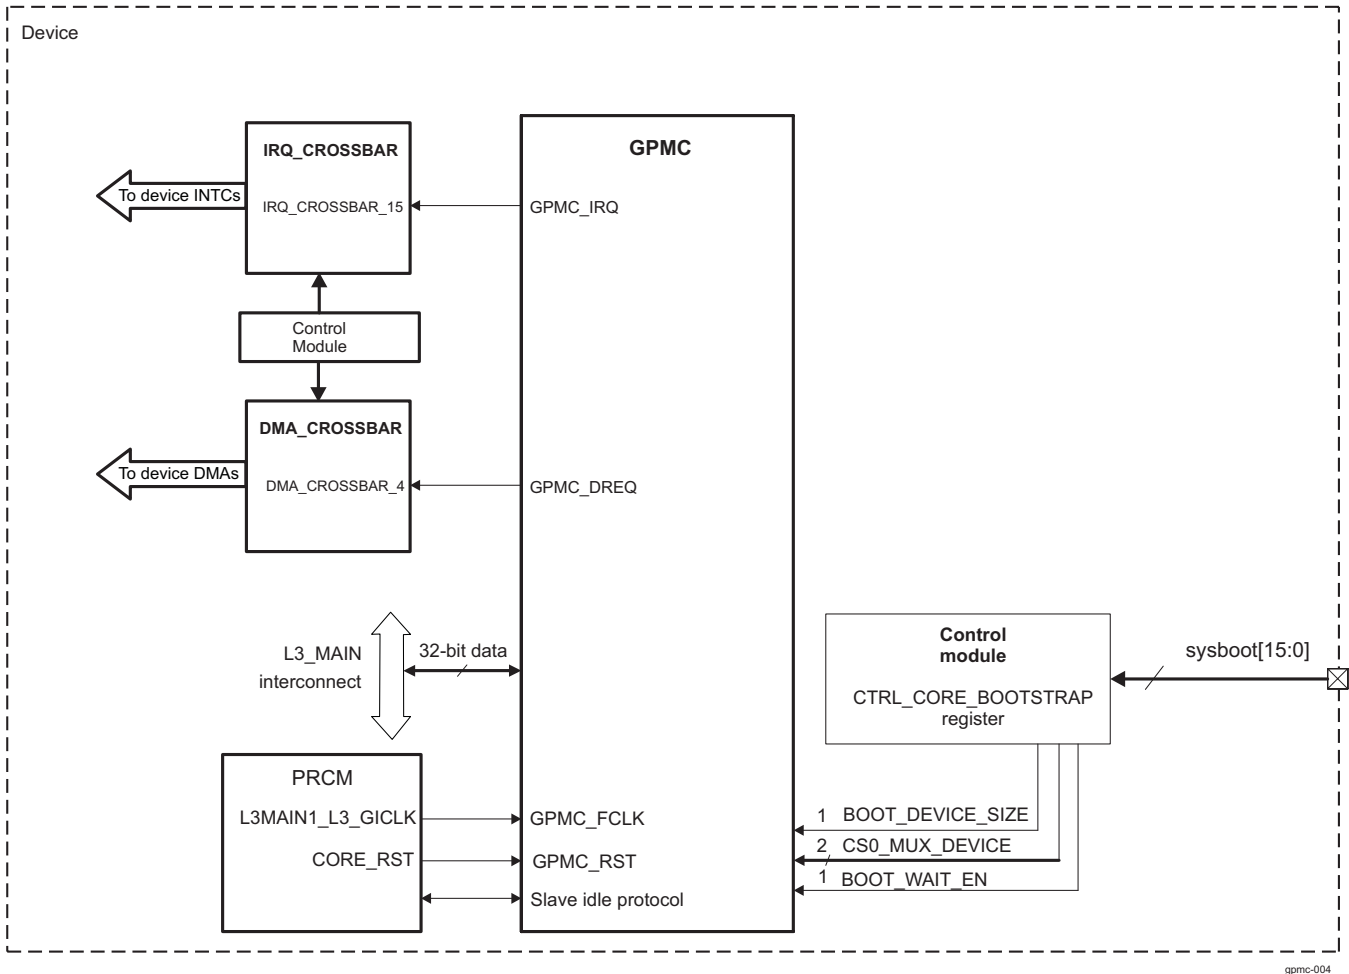 Device
IRQ_CROSSBAR
GPMC
To device INTCs
IRQ_CROSSBAR_15
GPMC_IRQ
Control
Module
DMA_CROSSBAR
To device DMAs
DMA_CROSSBAR_4
GPMC_DREQ
L3_MAIN
interconnect
32-bit data
Control
module
CTRL_CORE_BOOTSTRAP
register
sysboot[15:0]
PRCM
L3MAIN1_L3_GICLK
GPMC_FCLK
CORE_RST
GPMC_RST
Slave idle protocol
1 BOOT_DEVICE_SIZE
2 CS0_MUX_DEVICE
1 BOOT_WAIT_EN
gpmc-004